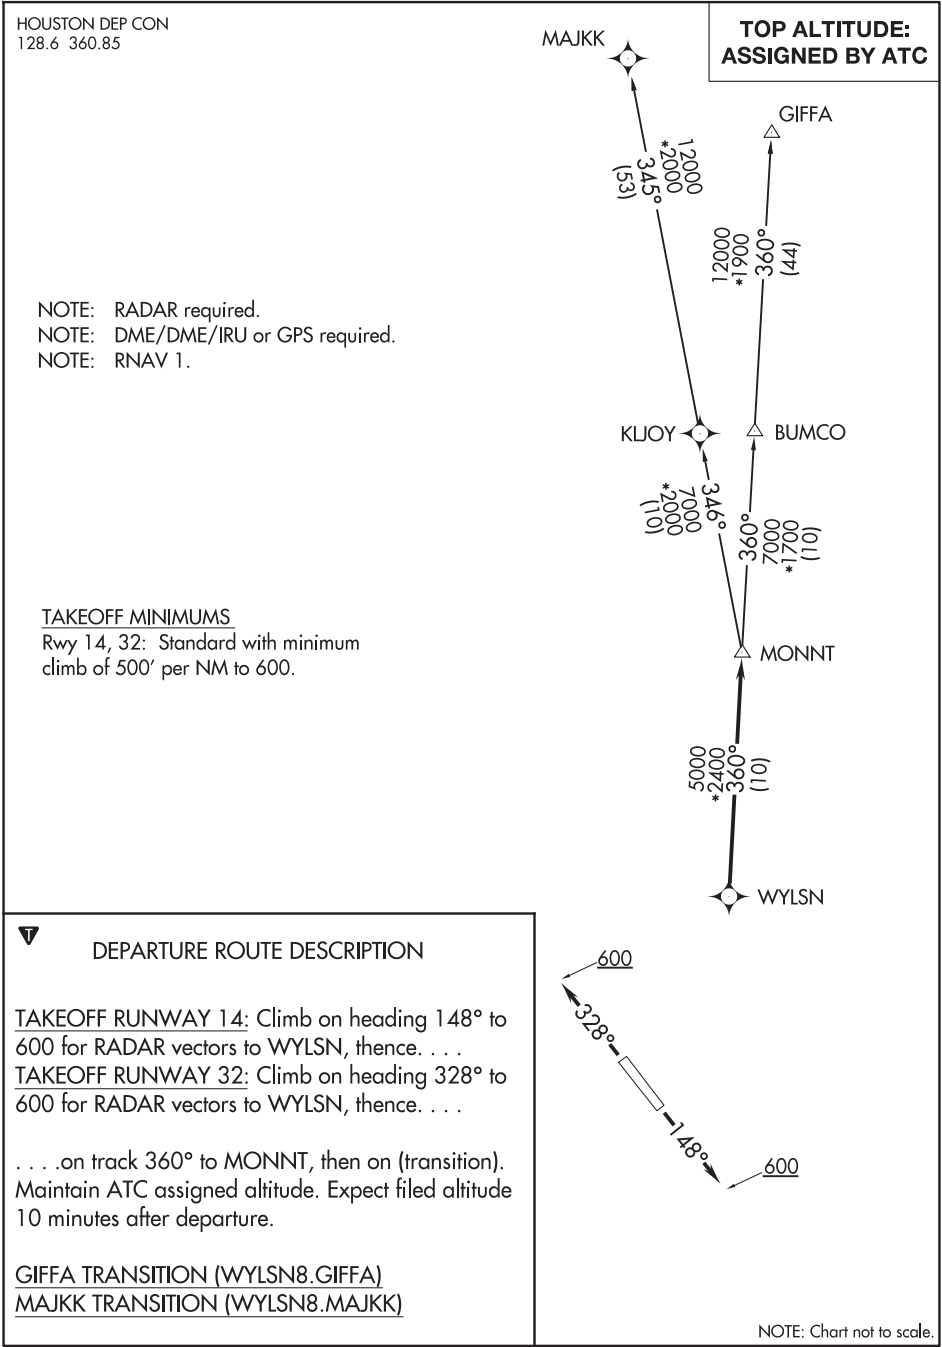 HOUSTON DEP CON
128.6 360.85
TOP ALTITUDE:
ASSIGNED BY ATC
MAJKK
GIFFA
12000
*2000
345°
(53)
12000
*1900
360°
(44)
NOTE: RADAR required.
NOTE: DME/DME/IRU or GPS required.
NOTE: RNAV 1.
KLJOY
BUMCO
346°
7000
*2000
(10)
360°
7000
*1700
(10)
TAKEOFF MINIMUMS
Rwy 14, 32: Standard with minimum
climb of 500' per NM to 600.
MONNT
5000
*2400
360°
(10)
WYLSN
T
DEPARTURE ROUTE DESCRIPTION
TAKEOFF RUNWAY 14: Climb on heading 148° to
600 for RADAR vectors to WYLSN, thence. . . .
TAKEOFF RUNWAY 32: Climb on heading 328° to
600 for RADAR vectors to WYLSN, thence. . . .
. . . .on track 360° to MONNT, then on (transition).
Maintain ATC assigned altitude. Expect filed altitude
10 minutes after departure.
GIFFA TRANSITION (WYLSN8.GIFFA)
MAJKK TRANSITION (WYLSN8.MAJKK)
600
328°
148°
600
NOTE: Chart not to scale.